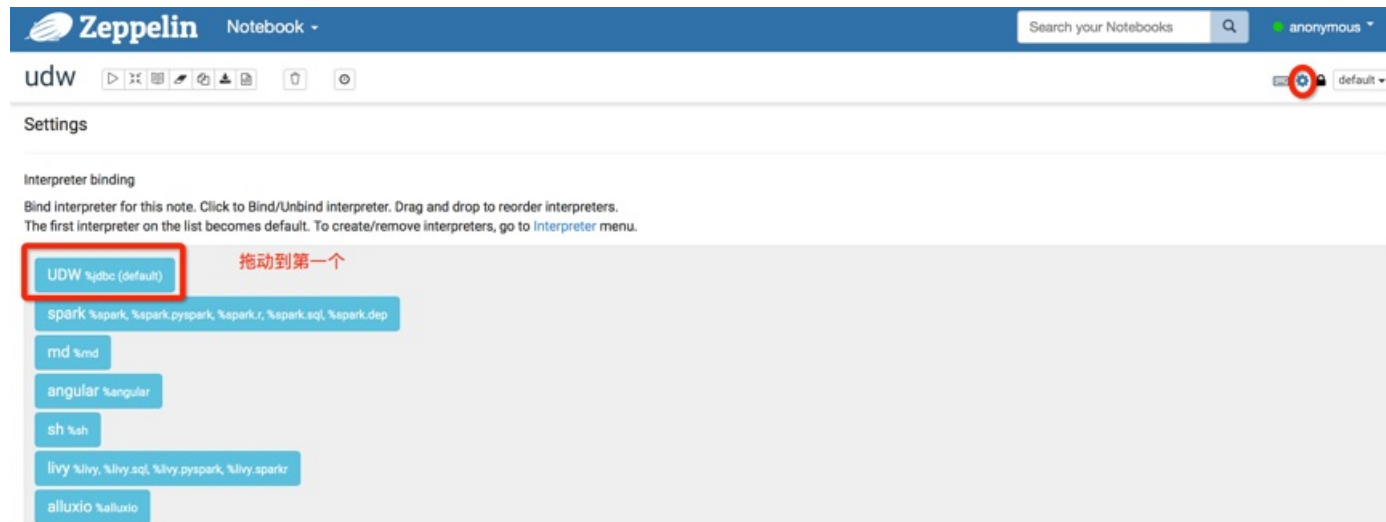 Zeppelin Notebook Search your Notebooks anonymous
udw default
Settings
Interpreter binding
Bind interpreter for this note. Click to Bind/Unbind interpreter. Drag and drop to reorder interpreters.
The first interpreter on the list becomes default. To create/remove interpreters, go to Interpreter menu.
UDW %jdbc (default) 拖动到第一个
spark %spark, %spark.pyspark, %spark.r, %spark.sql, %spark.dep
md %md
angular %angular
sh %sh
livy %livy, %livy.sql, %livy.pyspark, %livy.sparkr
alluxio %alluxio